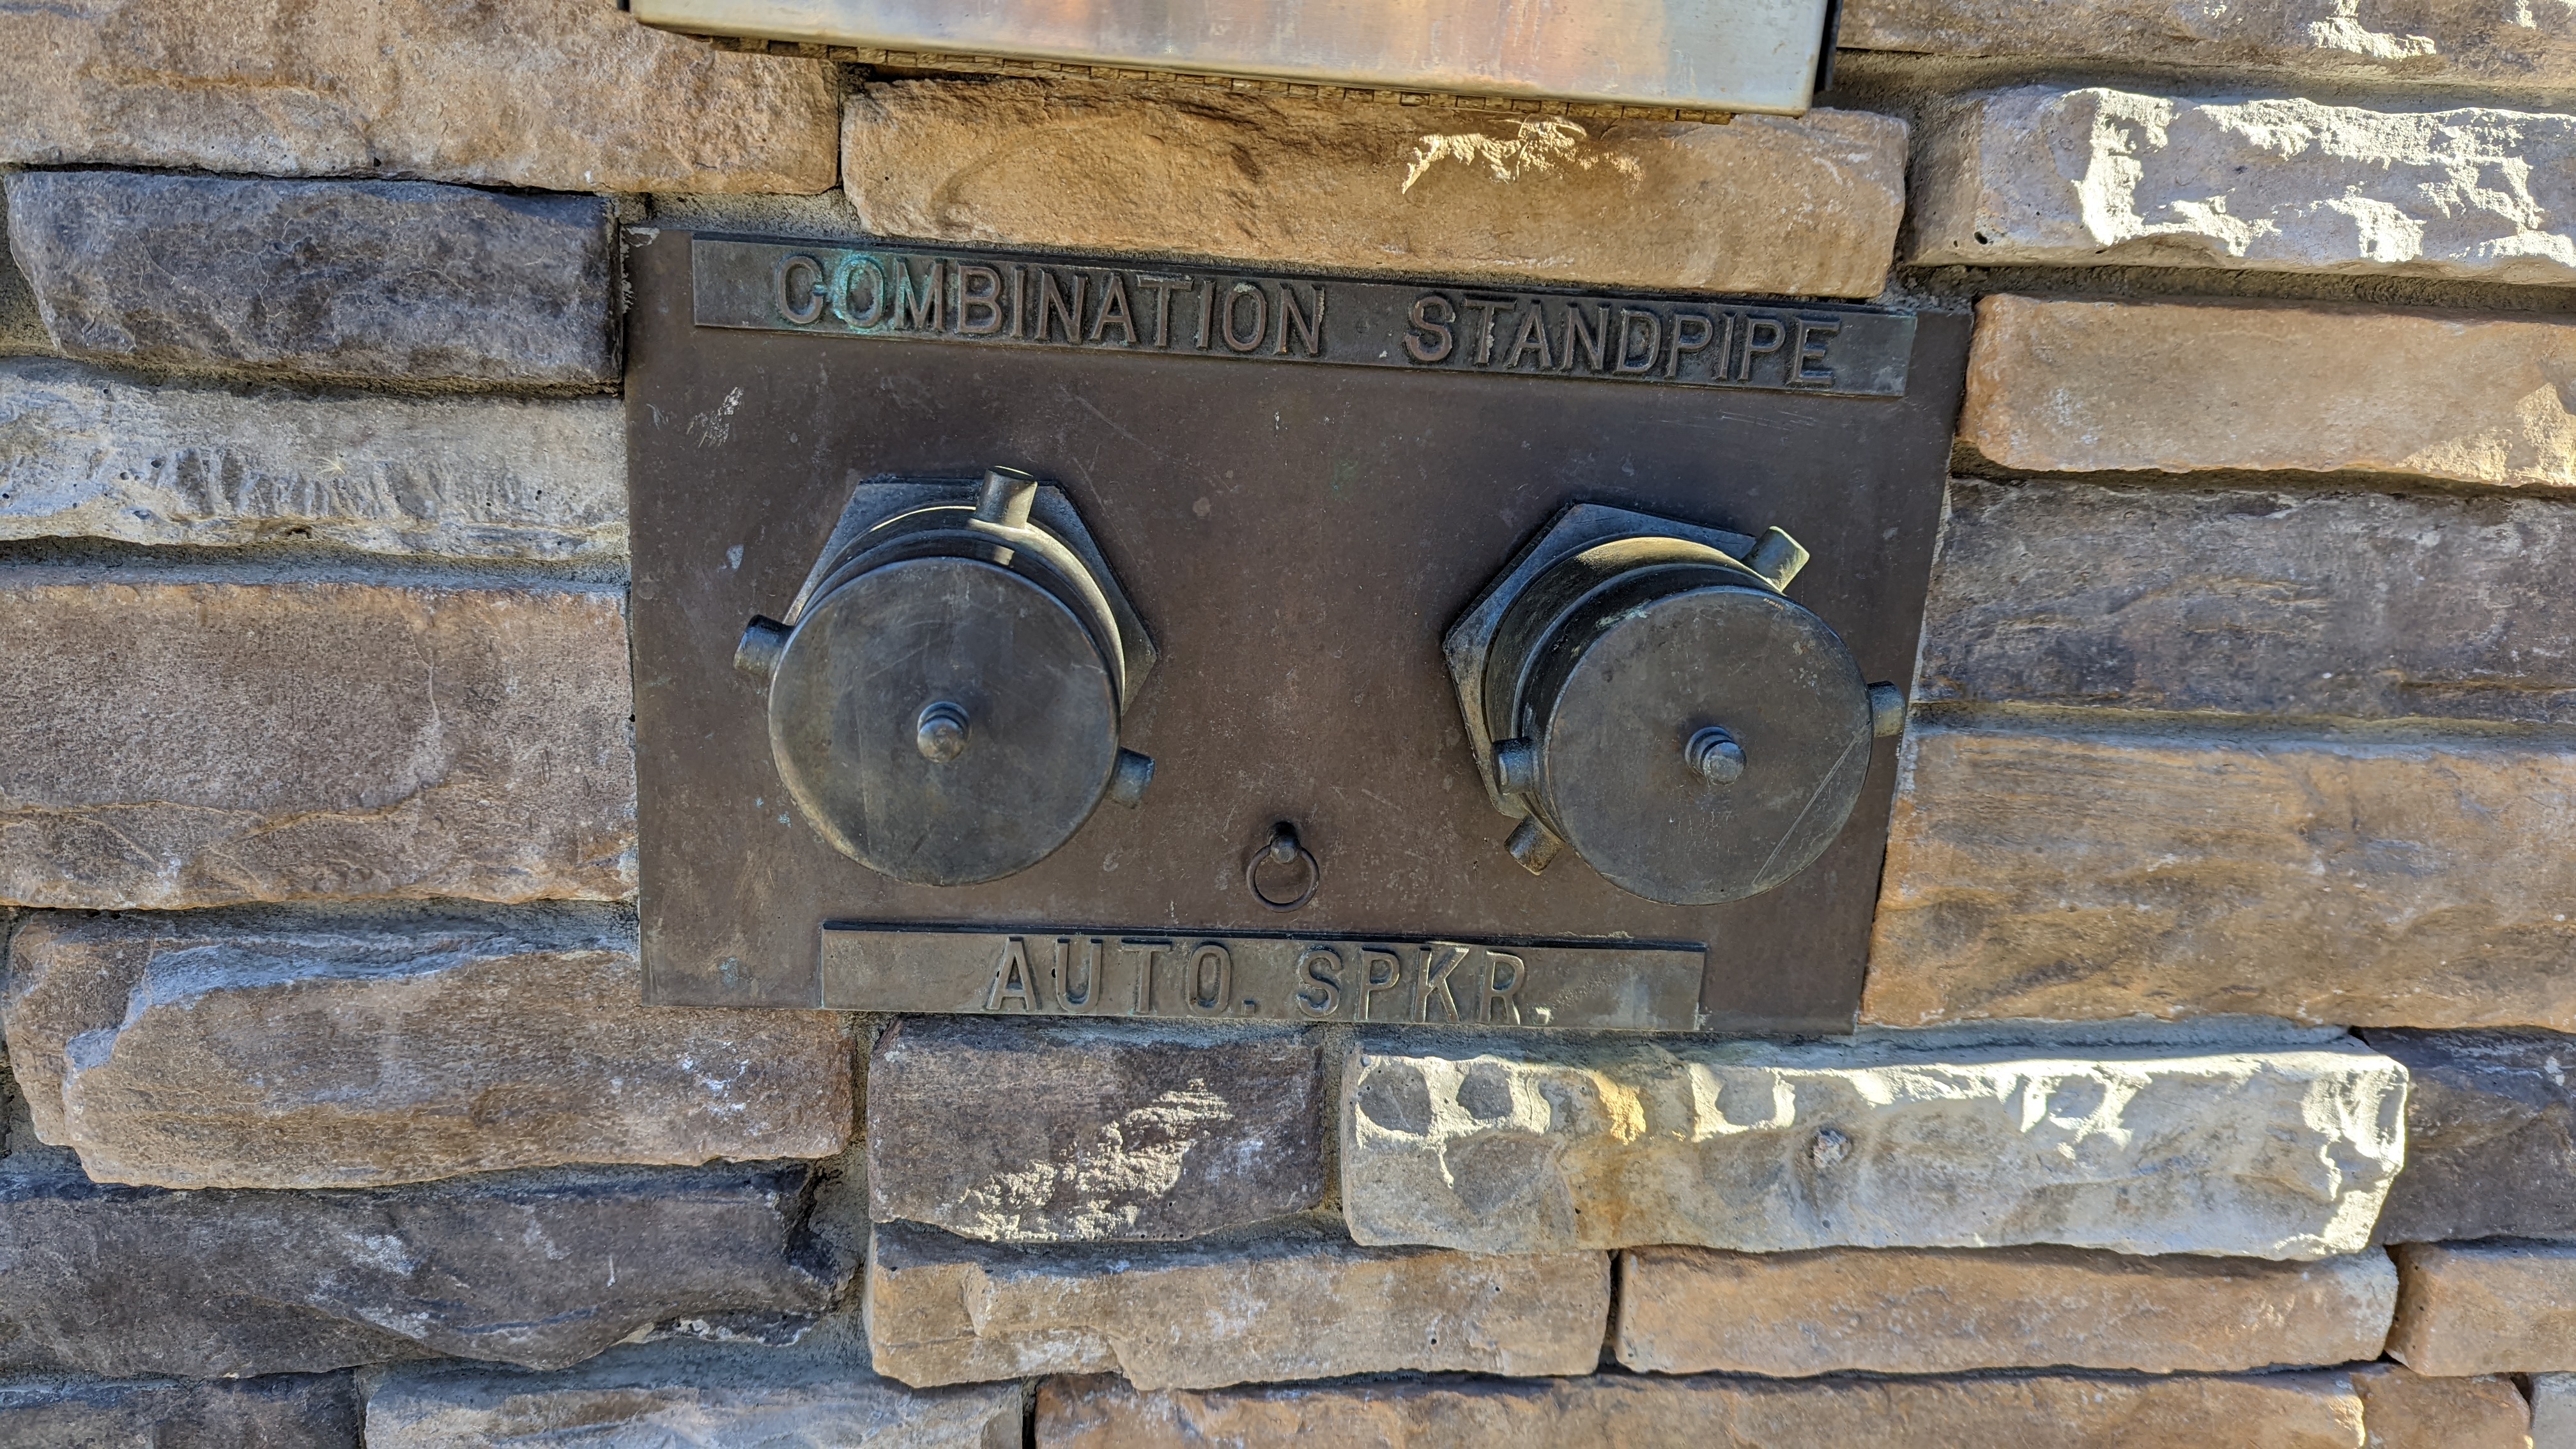 COMBINATION STANDPIPE
AUTO. SPKR.